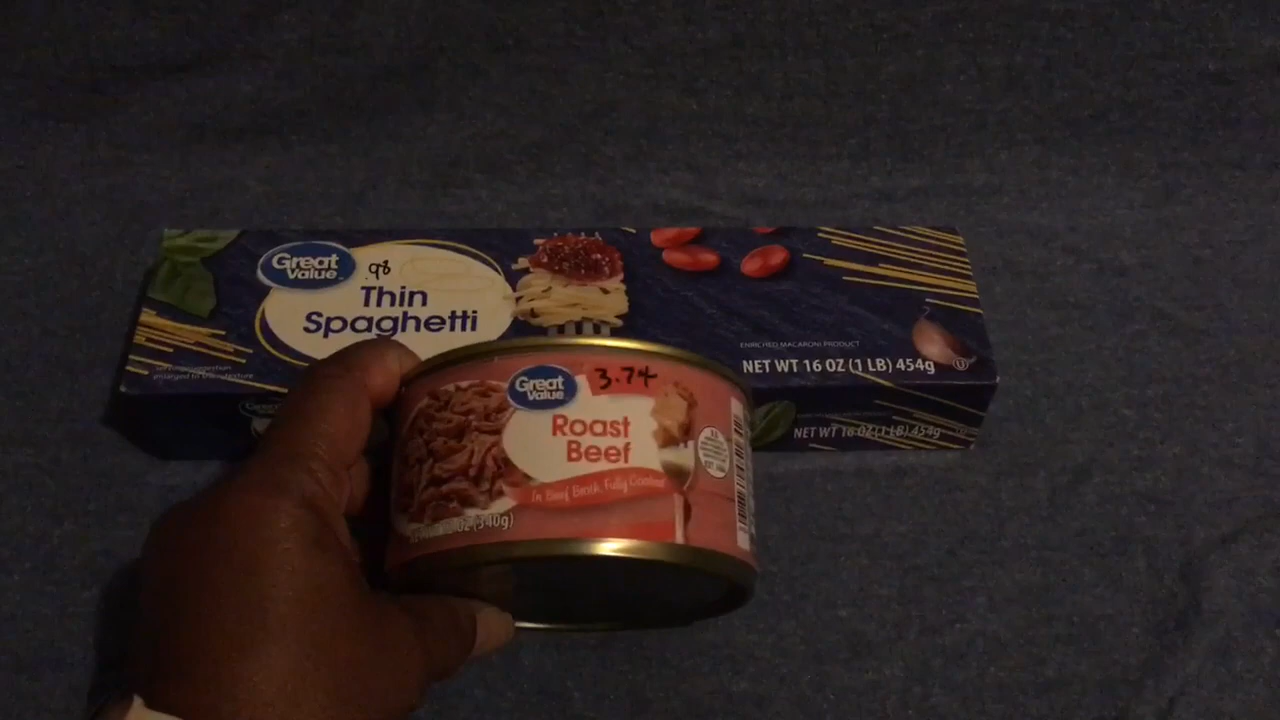 Great
Value
.98
Thin
Spaghetti
ENRICHED MACARONI PRODUCT
NET WT 16 OZ (1 LB) 454g
NET WT 16 OZ (1 LB) 454g
Great
Value
3.74
Roast
Beef
In Beef Broth, Fully Cooked
OZ (340g)